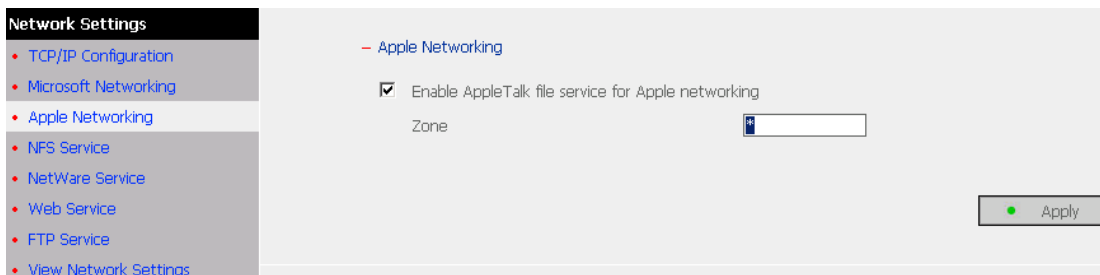 Network Settings
• TCP/IP Configuration
• Microsoft Networking
• Apple Networking
• NFS Service
• NetWare Service
• Web Service
• FTP Service
• View Network Settings
– Apple Networking
Enable AppleTalk file service for Apple networking
Zone *
Apply